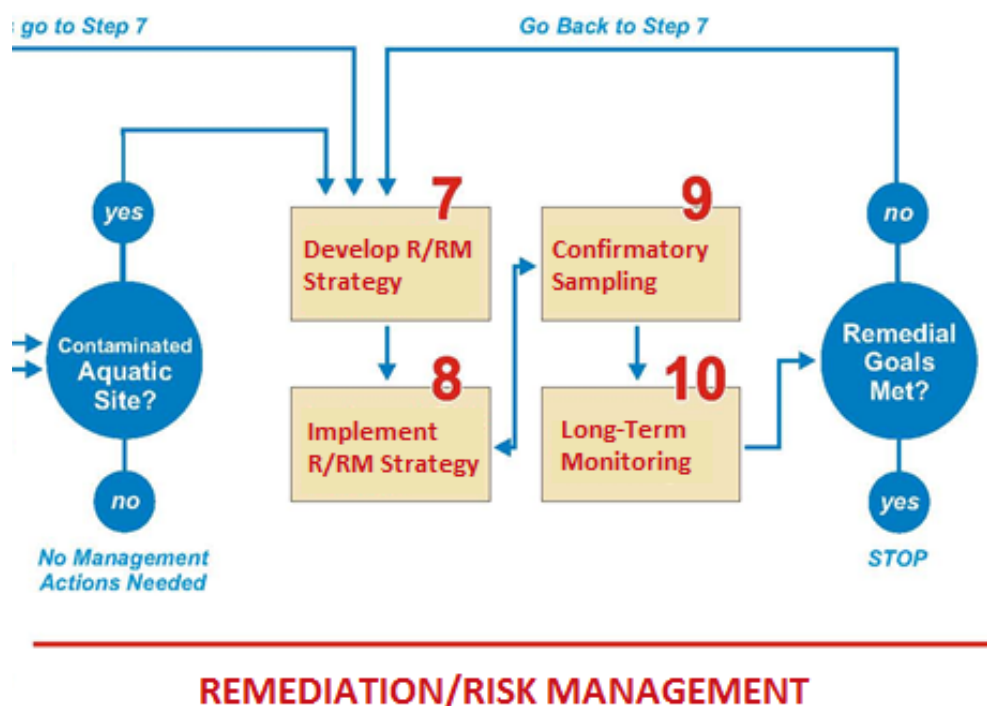 go to Step 7
Go Back to Step 7
yes
no
7
9
Develop R/RM
Strategy
Confirmatory
Sampling
Contaminated
Aquatic
Site?
Remedial
Goals
Met?
8
10
Implement
R/RM Strategy
Long-Term
Monitoring
no
yes
No Management
Actions Needed
STOP
REMEDIATION/RISK MANAGEMENT